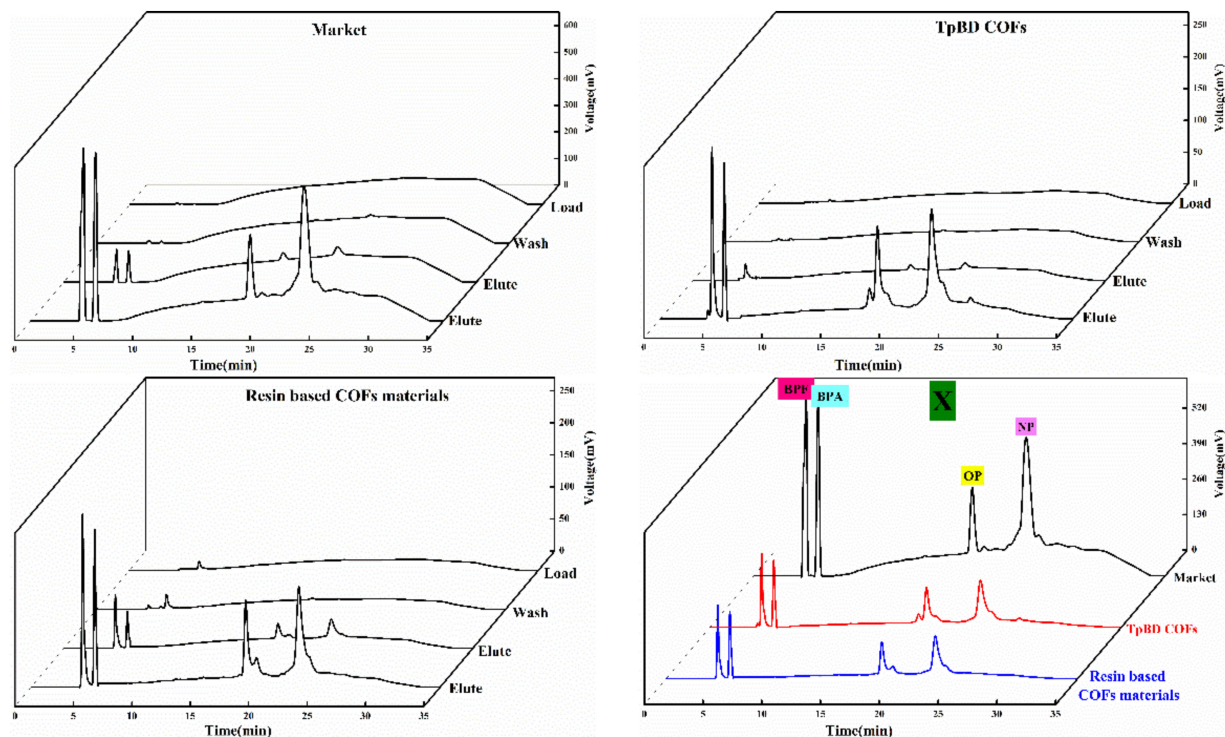 Market
600
500
400
300
200
100
0
Voltage(mV)
Load
Wash
Elute
Elute
0 5 10 15 20 25 30 35
Time(min)
TpBD COFs
250
200
150
100
50
0
Voltage(mV)
Load
Wash
Elute
Elute
0 5 10 15 20 25 30 35
Time(min)
Resin based COFs materials
250
200
150
100
50
0
Voltage(mV)
Load
Wash
Elute
Elute
0 5 10 15 20 25 30 35
Time(min)
BPF
BPA
X
NP
OP
520
390
260
130
0
Voltage(mV)
Market
TpBD COFs
Resin based
COFs materials
0 5 10 15 20 25 30 35
Time(min)